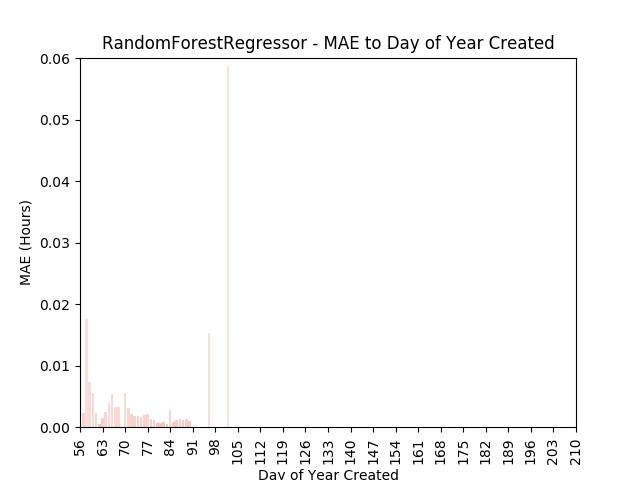 RandomForestRegressor - MAE to Day of Year Created
0.06
0.05
0.04
0.03
0.02
0.01
0.00
MAE (Hours)
56 63 70 77 84 91 98 105 112 119 126 133 140 147 154 161 168 175 182 189 196 203 210
Day of Year Created